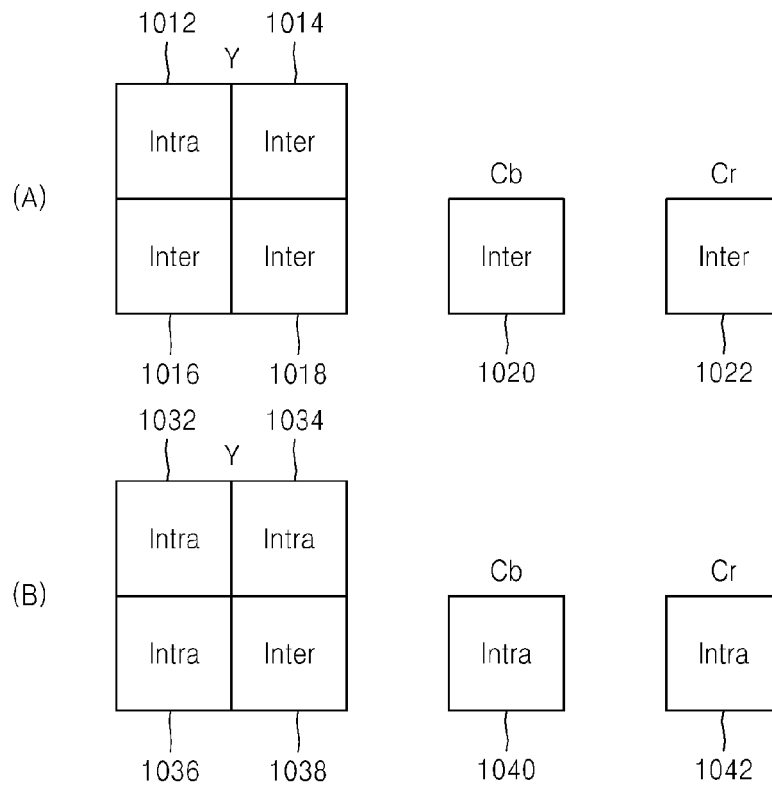 1012 1014
Y
Intra Inter
Cb Cr
(A)
Inter Inter Inter Inter
1016 1018 1020 1022
1032 1034
Y
Intra Intra
Cb Cr
(B)
Intra Inter Intra Intra
1036 1038 1040 1042